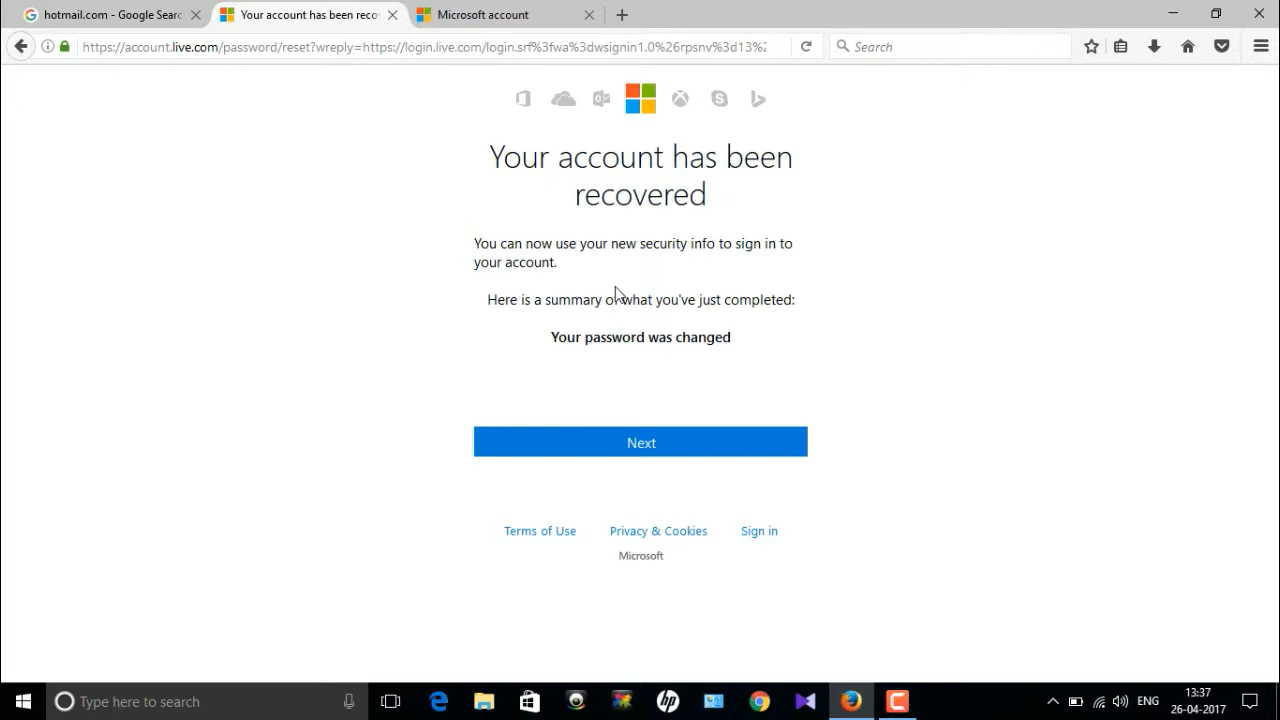 hotmail.com - Google Searc
Your account has been reco
Microsoft account
https://account.live.com/password/reset?wreply=https://login.live.com/login.srf%3fwa%3dwsignin1.0%26rpsnv%3d13%2
Search
Your account has been
recovered
You can now use your new security info to sign in to
your account.
Here is a summary of what you've just completed:
Your password was changed
Next
Terms of Use Privacy & Cookies Sign in
Microsoft
Type here to search
ENG
13:37
26-04-2017